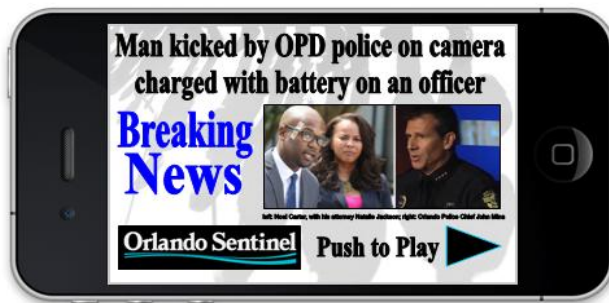 Man kicked by OPD police on camera
charged with battery on an officer
Breaking
News
left: Noel Carter, with his attorney Natalie Jackson; right: Orlando Police Chief John Mina
Orlando Sentinel
Push to Play